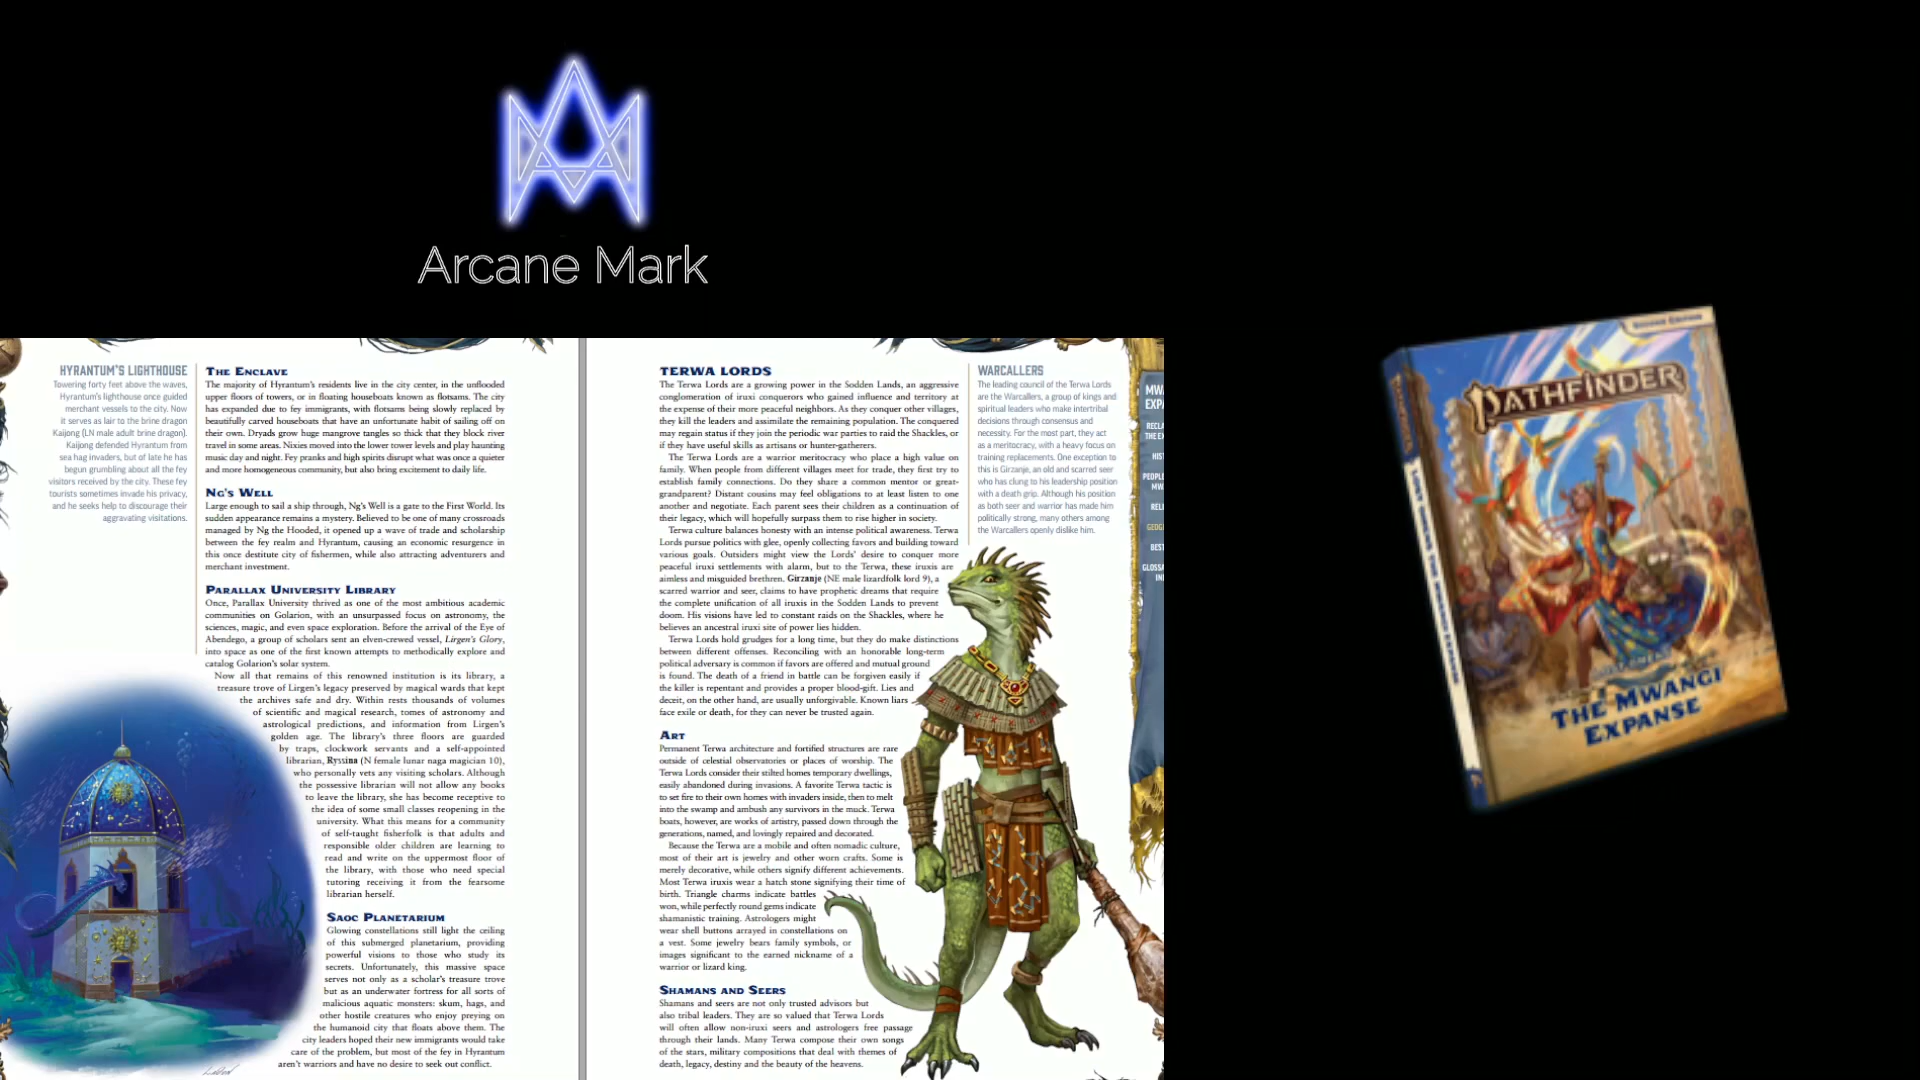 Arcane Mark
HYRANTUM'S LIGHTHOUSE
Towering forty feet above the waves,
Hyrantum's lighthouse once guided
merchant vessels to the city. Now
it serves as lair to the brine dragon
Kaijong (LN male adult brine dragon).
Kaijong defended Hyrantum from
sea hag invaders, but of late he has
begun grumbling about all the fey
visitors received by the city. These fey
tourists sometimes invade his privacy,
and he seeks help to discourage their
aggravating visitations.
THE ENCLAVE
The majority of Hyrantum's residents live in the city center, in the unflooded
upper floors of towers, or in floating houseboats known as flotsams. The city
has expanded due to fey immigrants, with flotsams being slowly replaced by
beautifully carved houseboats that have an unfortunate habit of sailing off on
their own. Dryads grow huge mangrove tangles so thick that they block river
travel in some areas. Nixies moved into the lower tower levels and play haunting
music day and night. Fey pranks and high spirits disrupt what was once a quieter
and more homogeneous community, but also bring excitement to daily life.
NG'S WELL
Large enough to sail a ship through, Ng's Well is a gate to the First World. Its
sudden appearance remains a mystery. Believed to be one of many crossroads
managed by Ng the Hooded, it opened up a wave of trade and scholarship
between the fey realm and Hyrantum, causing an economic resurgence in
this once destitute city of fishermen, while also attracting adventurers and
merchant investment.
PARALLAX UNIVERSITY LIBRARY
Once, Parallax University thrived as one of the most ambitious academic
communities on Golarion, with an unsurpassed focus on astronomy, the
sciences, magic, and even space exploration. Before the arrival of the Eye of
Abendego, a group of scholars sent an elven-crewed vessel, Lirgen's Glory,
into space as one of the first known attempts to methodically explore and
catalog Golarion's solar system.
Now all that remains of this renowned institution is its library, a
treasure trove of Lirgen's legacy preserved by magical wards that kept
the archives safe and dry. Within rests thousands of volumes
of scientific and magical research, tomes of astronomy and
astrological predictions, and information from Lirgen's
golden age. The library's three floors are guarded
by traps, clockwork servants and a self-appointed
librarian, Ryssina (N female lunar naga magician 10),
who personally vets any visiting scholars. Although
the possessive librarian will not allow any books
to leave the library, she has become receptive to
the idea of some small classes reopening in the
university. What this means for a community
of self-taught fisherfolk is that adults and
responsible older children are learning to
read and write on the uppermost floor of
the library, with those who need special
tutoring receiving it from the fearsome
librarian herself.
SAOC PLANETARIUM
Glowing constellations still light the ceiling
of this submerged planetarium, providing
powerful visions to those who study its
secrets. Unfortunately, this massive space
serves not only as a scholar's treasure trove
but as an underwater fortress for all sorts of
malicious aquatic monsters: skum, hags, and
other hostile creatures who enjoy preying on
the humanoid city that floats above them. The
city leaders hoped their new immigrants would take
care of the problem, but most of the fey in Hyrantum
aren't warriors and have no desire to seek out conflict.
TERWA LORDS
The Terwa Lords are a growing power in the Sodden Lands, an aggressive
conglomeration of iruxi conquerors who gained influence and territory at
the expense of their more peaceful neighbors. As they conquer other villages,
they kill the leaders and assimilate the remaining population. The conquered
may regain status if they join the periodic war parties to raid the Shackles, or
if they have useful skills as artisans or hunter-gatherers.
The Terwa Lords are a warrior meritocracy who place a high value on
family. When people from different villages meet for trade, they first try to
establish family connections. Do they share a common mentor or great-
grandparent? Distant cousins may feel obligations to at least listen to one
another and negotiate. Each parent sees their children as a continuation of
their legacy, which will hopefully surpass them to rise higher in society.
Terwa culture balances honesty with an intense political awareness. Terwa
Lords pursue politics with glee, openly collecting favors and building toward
various goals. Outsiders might view the Lords' desire to conquer more
peaceful iruxi settlements with alarm, but to the Terwa, these iruxis are
aimless and misguided brethren. Girzanje (NE male lizardfolk lord 9), a
scarred warrior and seer, claims to have prophetic dreams that require
the complete unification of all iruxis in the Sodden Lands to prevent
doom. His visions have led to constant raids on the Shackles, where he
believes an ancestral iruxi site of power lies hidden.
Terwa Lords hold grudges for a long time, but they do make distinctions
between different offenses. Reconciling with an honorable long-term
political adversary is common if favors are offered and mutual ground
is found. The death of a friend in battle can be forgiven easily if
the killer is repentant and provides a proper blood-gift. Lies and
deceit, on the other hand, are usually unforgivable. Known liars
face exile or death, for they can never be trusted again.
ART
Permanent Terwa architecture and fortified structures are rare
outside of celestial observatories or places of worship. The
Terwa Lords consider their stilted homes temporary dwellings,
easily abandoned during invasions. A favorite Terwa tactic is
to set fire to their own homes with invaders inside, then to melt
into the swamp and ambush any survivors in the muck. Terwa
boats, however, are works of artistry, passed down through the
generations, named, and lovingly repaired and decorated.
Because the Terwa are a mobile and often nomadic culture,
most of their art is jewelry and other worn crafts. Some is
merely decorative, while others signify different achievements.
Most Terwa iruxis wear a hatch stone signifying their time of
birth. Triangle charms indicate battles
won, while perfectly round gems indicate
shamanistic training. Astrologers might
wear shell buttons arrayed in constellations on
a vest. Some jewelry bears family symbols, or
images significant to the earned nickname of a
warrior or lizard king.
SHAMANS AND SEERS
Shamans and seers are not only trusted advisors but
also tribal leaders. They are so valued that Terwa Lords
will often allow non-iruxi seers and astrologers free passage
through their lands. Many Terwa compose their own songs
of the stars, military compositions that deal with themes of
death, legacy, destiny and the beauty of the heavens.
WARCALLERS
The leading council of the Terwa Lords
are the Warcallers, a group of kings and
spiritual leaders who make intertribal
decisions through consensus and
necessity. For the most part, they act
as a meritocracy, with a heavy focus on
training replacements. One exception to
this is Girzanje, an old and scarred seer
who has clung to his leadership position
with a death grip. Although his position
as both seer and warrior has made him
politically strong, many others among
the Warcallers openly dislike him.
MW
EXPA
RECLA
THE EX
HIST
PEOPLE
MW
RELI
GEOG
BEST
GLOSSA
IN
PATHFINDER
THE MWANGI
EXPANSE
LOST OMENS THE MWANGI EXPANSE